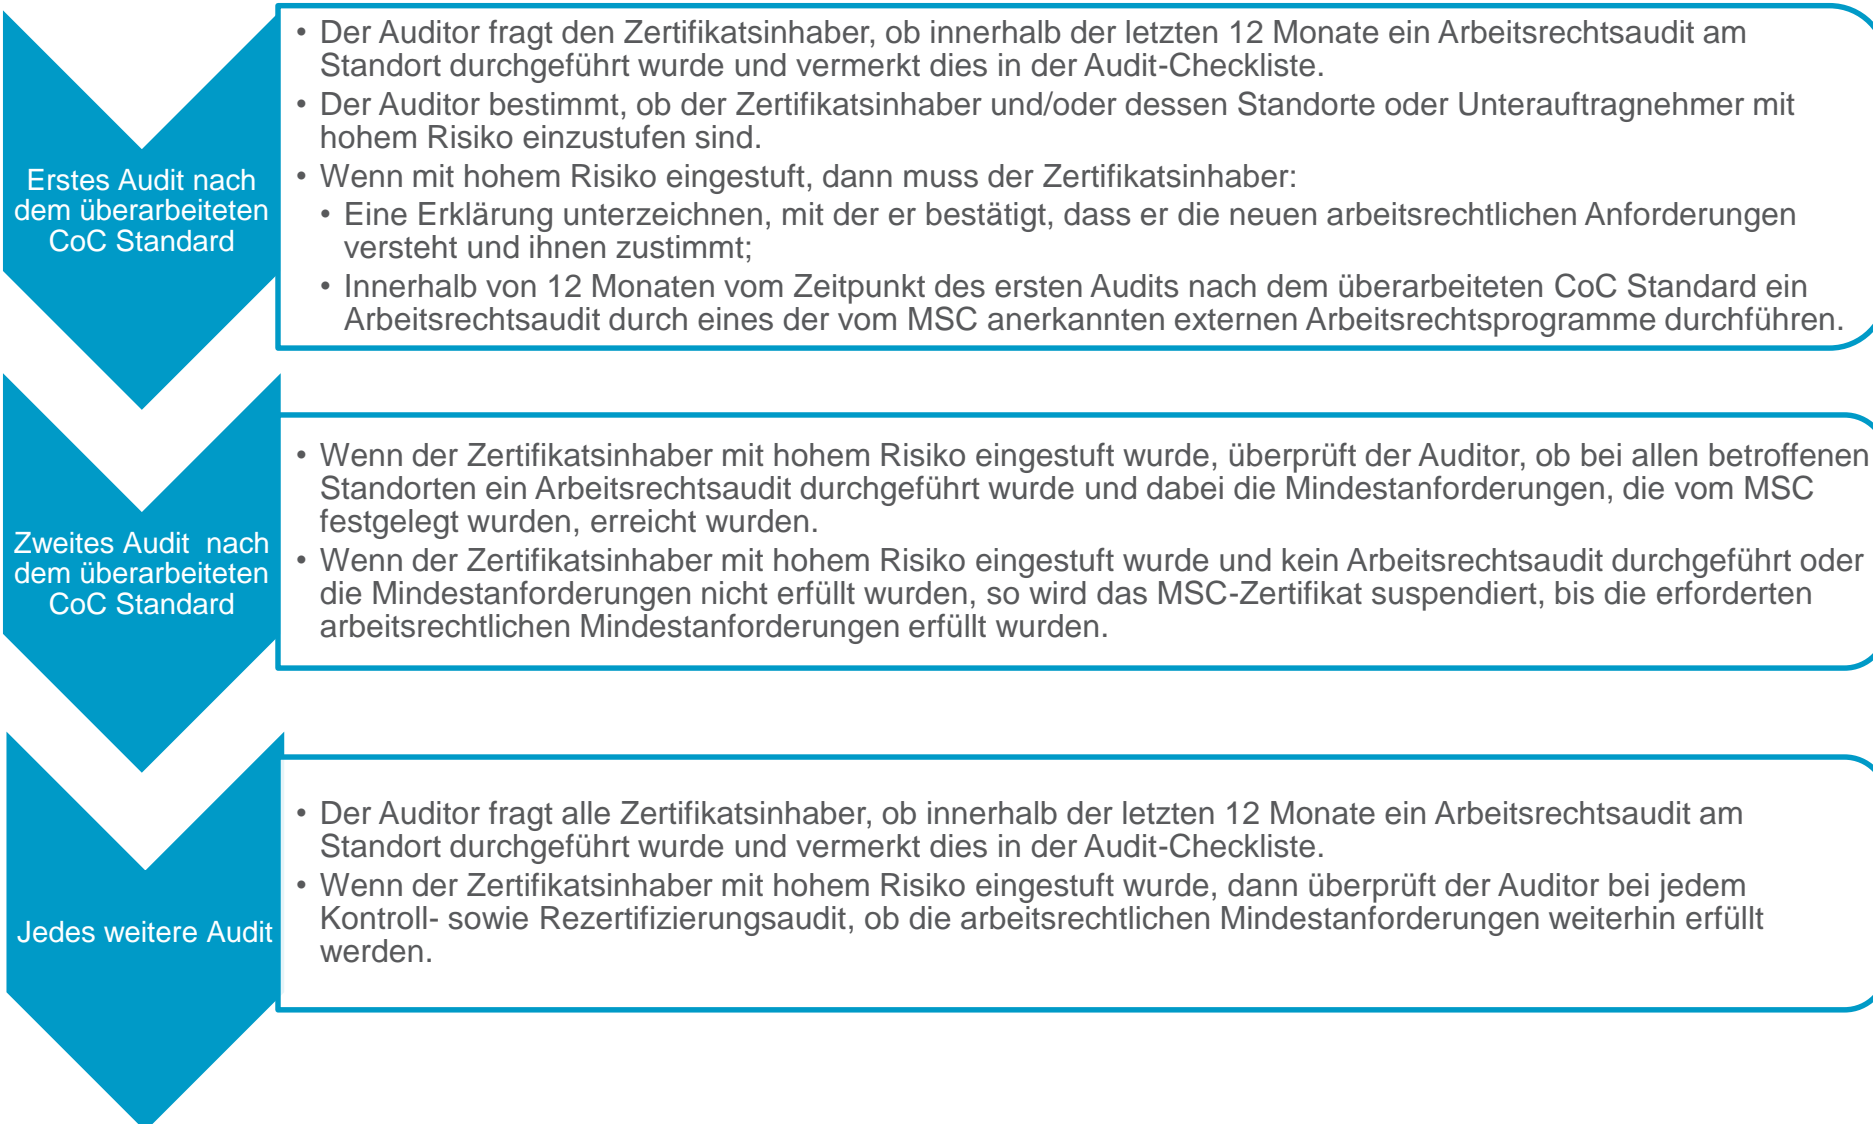 Erstes Audit nach
dem überarbeiteten
CoC Standard
• Der Auditor fragt den Zertifikatsinhaber, ob innerhalb der letzten 12 Monate ein Arbeitsrechtsaudit am
Standort durchgeführt wurde und vermerkt dies in der Audit-Checkliste.
• Der Auditor bestimmt, ob der Zertifikatsinhaber und/oder dessen Standorte oder Unterauftragnehmer mit
hohem Risiko einzustufen sind.
• Wenn mit hohem Risiko eingestuft, dann muss der Zertifikatsinhaber:
• Eine Erklärung unterzeichnen, mit der er bestätigt, dass er die neuen arbeitsrechtlichen Anforderungen
versteht und ihnen zustimmt;
• Innerhalb von 12 Monaten vom Zeitpunkt des ersten Audits nach dem überarbeiteten CoC Standard ein
Arbeitsrechtsaudit durch eines der vom MSC anerkannten externen Arbeitsrechtsprogramme durchführen.
Zweites Audit nach
dem überarbeiteten
CoC Standard
• Wenn der Zertifikatsinhaber mit hohem Risiko eingestuft wurde, überprüft der Auditor, ob bei allen betroffenen
Standorten ein Arbeitsrechtsaudit durchgeführt wurde und dabei die Mindestanforderungen, die vom MSC
festgelegt wurden, erreicht wurden.
• Wenn der Zertifikatsinhaber mit hohem Risiko eingestuft wurde und kein Arbeitsrechtsaudit durchgeführt oder
die Mindestanforderungen nicht erfüllt wurden, so wird das MSC-Zertifikat suspendiert, bis die erforderten
arbeitsrechtlichen Mindestanforderungen erfüllt wurden.
Jedes weitere Audit
• Der Auditor fragt alle Zertifikatsinhaber, ob innerhalb der letzten 12 Monate ein Arbeitsrechtsaudit am
Standort durchgeführt wurde und vermerkt dies in der Audit-Checkliste.
• Wenn der Zertifikatsinhaber mit hohem Risiko eingestuft wurde, dann überprüft der Auditor bei jedem
Kontroll- sowie Rezertifizierungsaudit, ob die arbeitsrechtlichen Mindestanforderungen weiterhin erfüllt
werden.